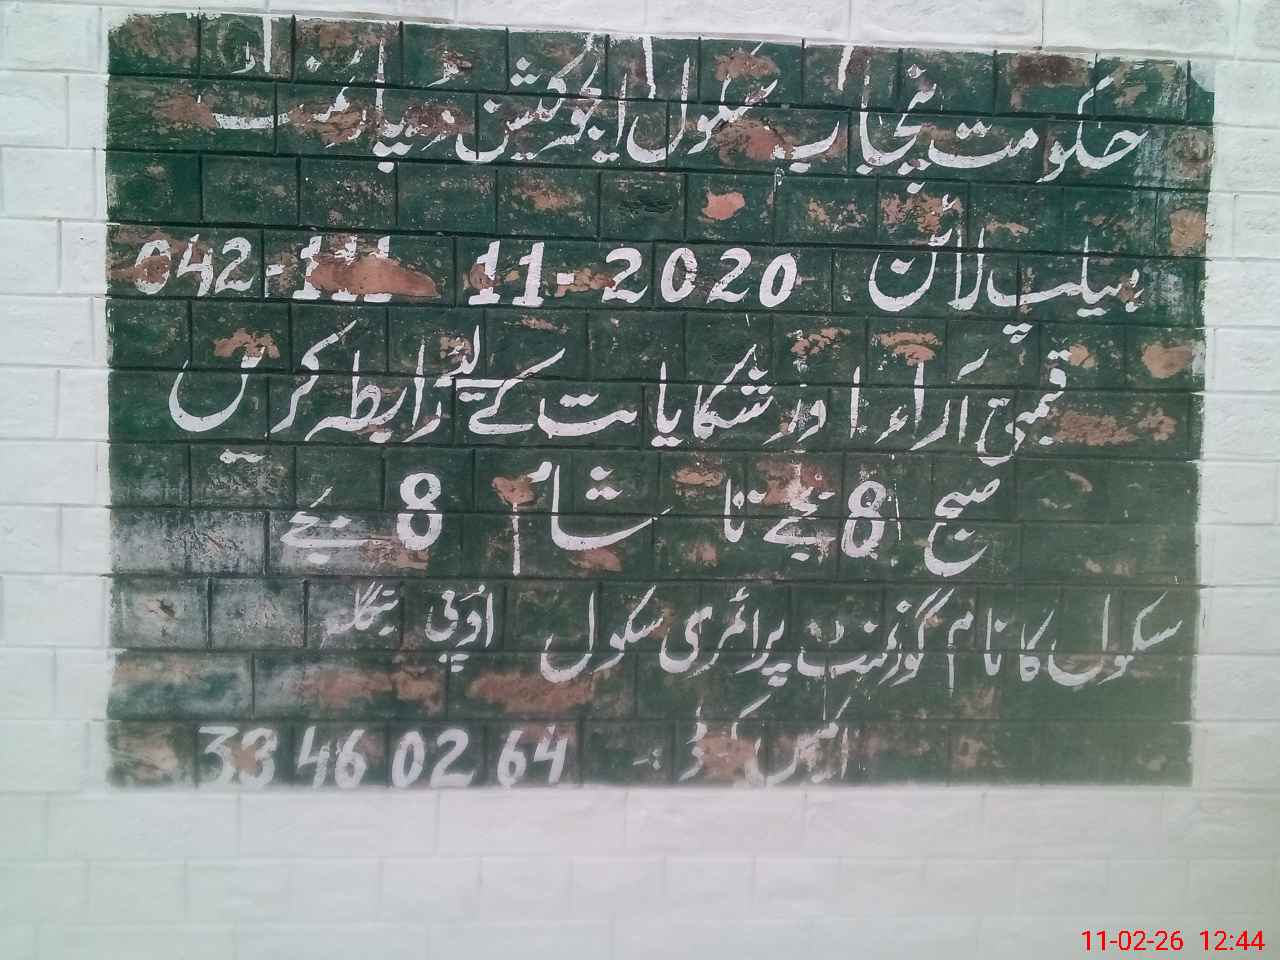 حکومت پنجاب سکول ایجوکیشن ڈیپارٹمنٹ
ہیلپ لائن 042-111 11-2020
قیمتی آراء اور شکایات کے لئے رابطہ کریں
صبح 8 بجے تا شام 8 بجے
سکول کا نام گورنمنٹ پرائمری سکول اوپی بنگلہ
ایمس کوڈ 33460264
11-02-26 12:44